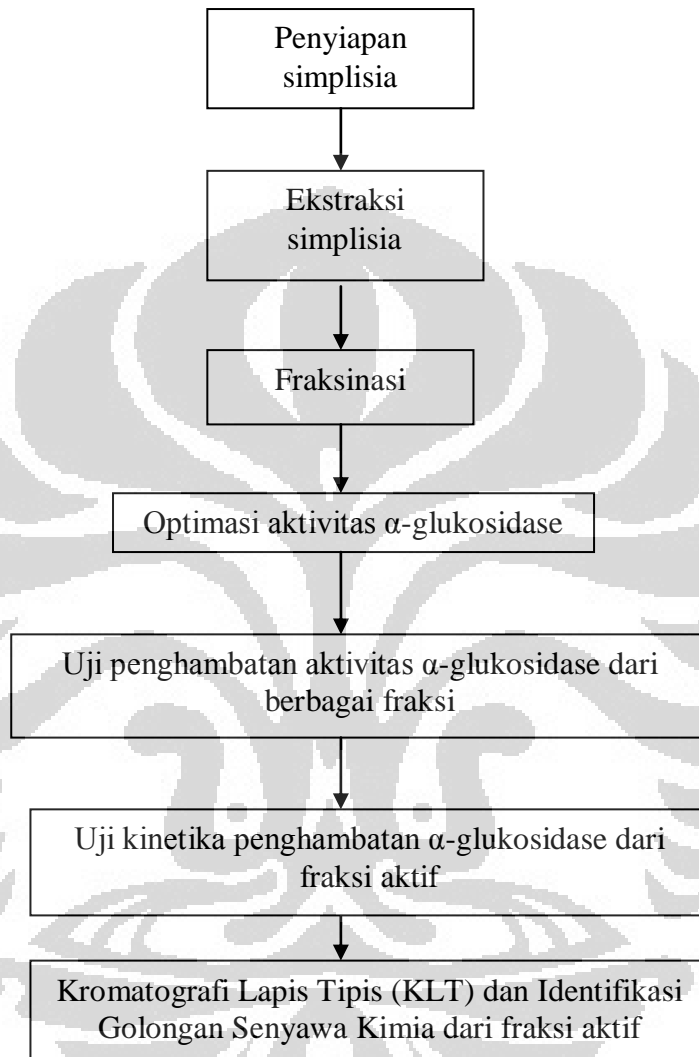 Penyiapan
simplisia
Ekstraksi
simplisia
Fraksinasi
Optimasi aktivitas α-glukosidase
Uji penghambatan aktivitas α-glukosidase dari
berbagai fraksi
Uji kinetika penghambatan α-glukosidase dari
fraksi aktif
Kromatografi Lapis Tipis (KLT) dan Identifikasi
Golongan Senyawa Kimia dari fraksi aktif